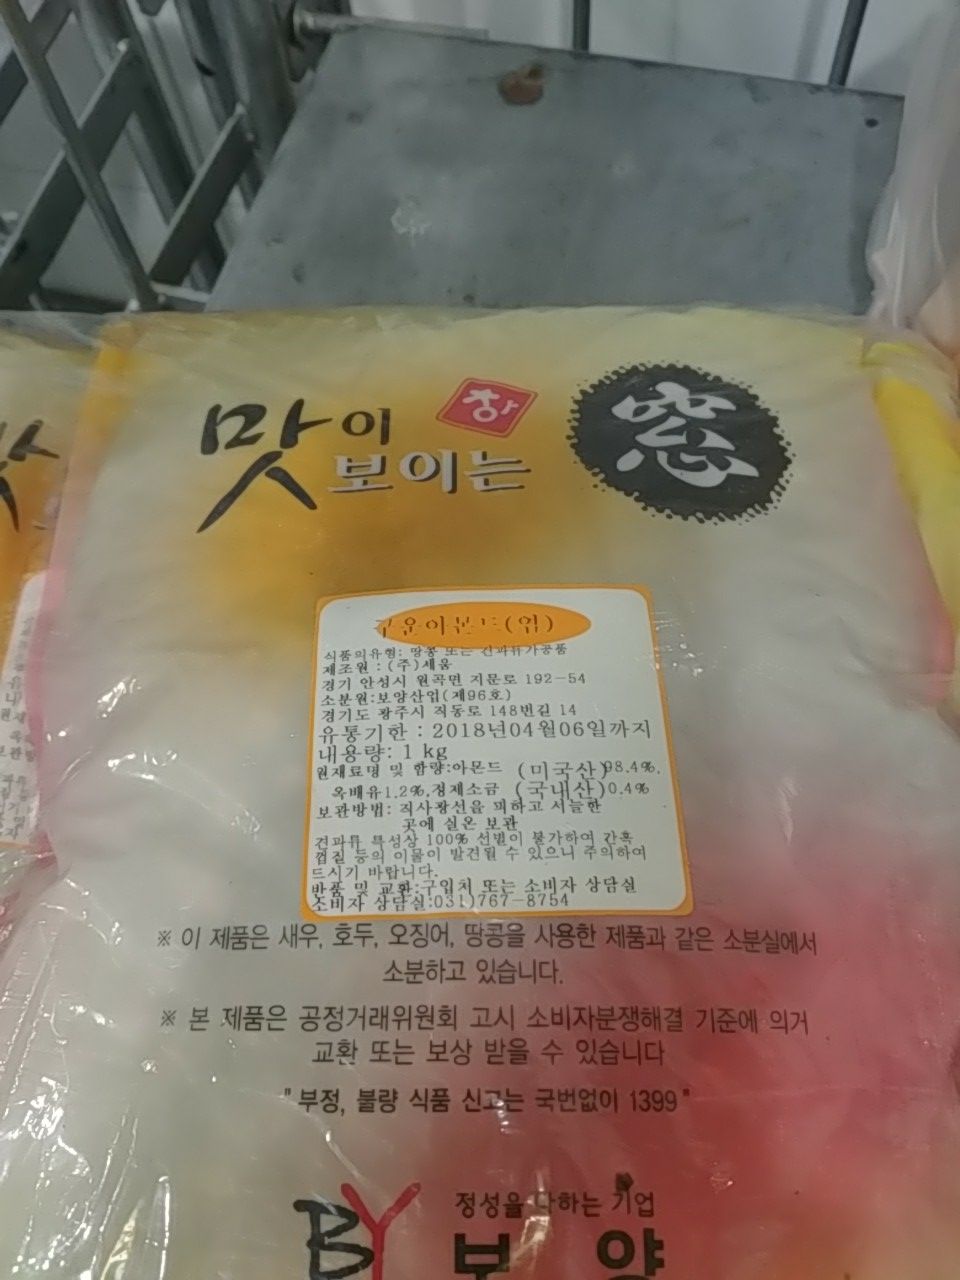 맛이
창
보이는
窓
구운아몬드(힘)
식품의유형: 땅콩 또는 견과류가공품
제조원 : (주)세움
경기 안성시 원곡면 지문로 192-54
소분원:보양산업(제96호)
경기도 광주시 직동로 148번길 14
유통기한 : 2018년04월06일까지
내용량: 1 kg
원재료명 및 함량:아몬드 (미국산)98.4%.
옥배유1.2%.정제소금 (국내산)0.4%
보관방법: 직사광선을 피하고 서늘한
곳에 실온 보관
견과류 특성상 100% 선별이 불가하여 간혹
껍질 등의 이물이 발견될 수 있으니 주의하여
드시기 바랍니다.
반품 및 교환:구입처 또는 소비자 상담실
소비자 상담실:031)767-8754
※ 이 제품은 새우, 호두, 오징어, 땅콩을 사용한 제품과 같은 소분실에서
소분하고 있습니다.
※ 본 제품은 공정거래위원회 고시 소비자분쟁해결 기준에 의거
교환 또는 보상 받을 수 있습니다
"부정, 불량 식품 신고는 국번없이 1399"
정성을 다하는 기업
BY 보양